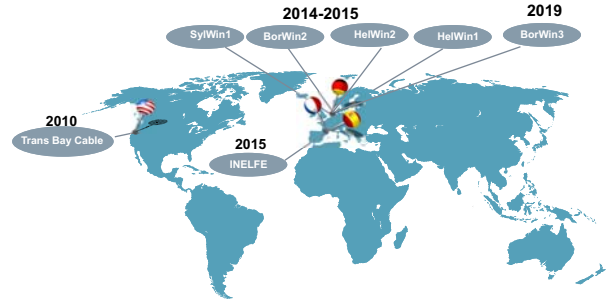 2014-2015
2019
SylWin1
BorWin2
HelWin2
HelWin1
BorWin3
2010
Trans Bay Cable
2015
INELFE